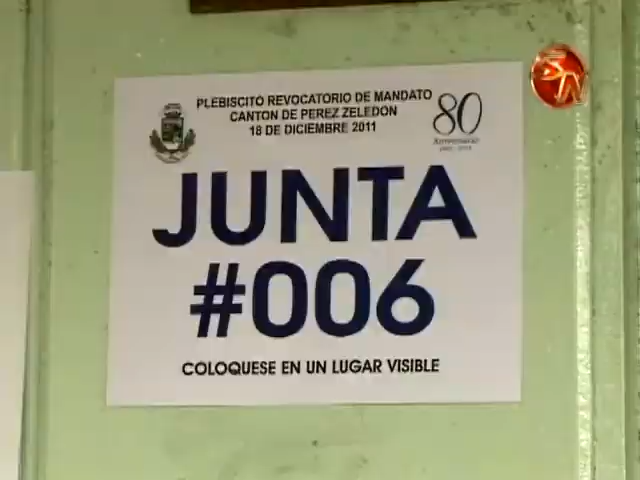 PLEBISCITO REVOCATORIO DE MANDATO
CANTON DE PEREZ ZELEDON
18 DE DICIEMBRE 2011
80
Aniversario
JUNTA
#006
COLOQUESE EN UN LUGAR VISIBLE